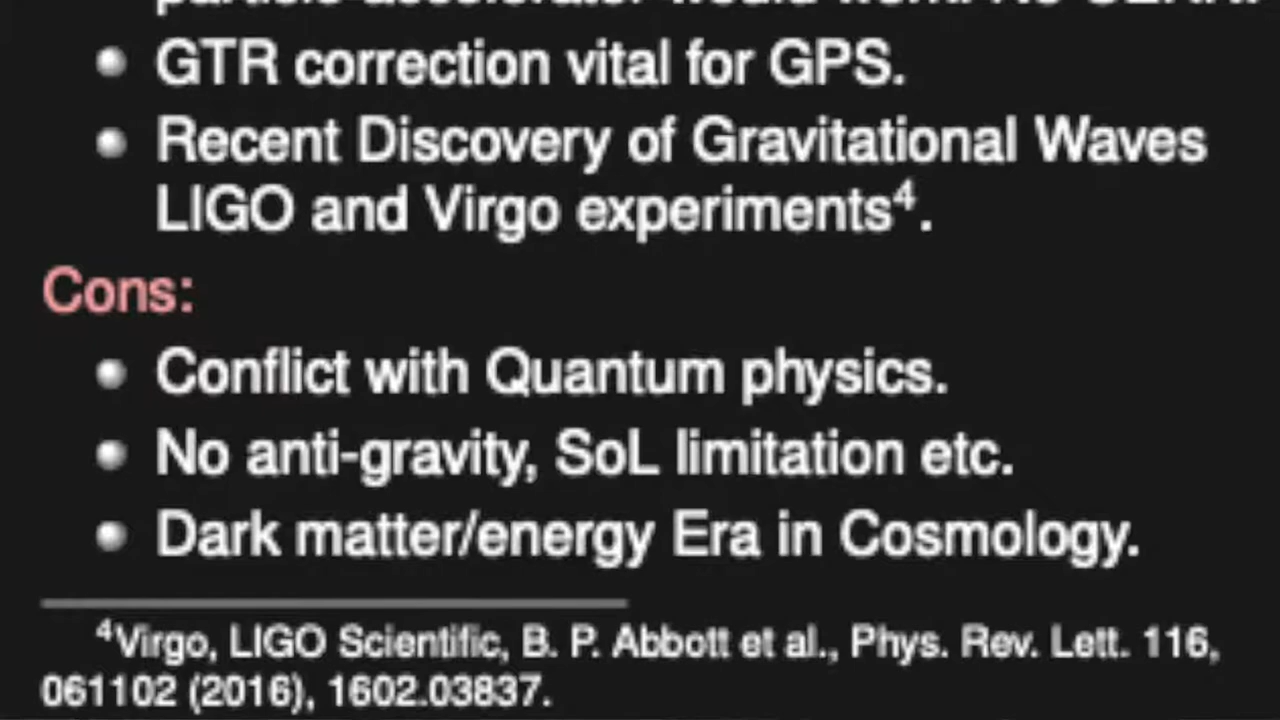 • GTR correction vital for GPS.
• Recent Discovery of Gravitational Waves
LIGO and Virgo experiments⁴.
Cons:
• Conflict with Quantum physics.
• No anti-gravity, SoL limitation etc.
• Dark matter/energy Era in Cosmology.
⁴Virgo, LIGO Scientific, B. P. Abbott et al., Phys. Rev. Lett. 116,
061102 (2016), 1602.03837.